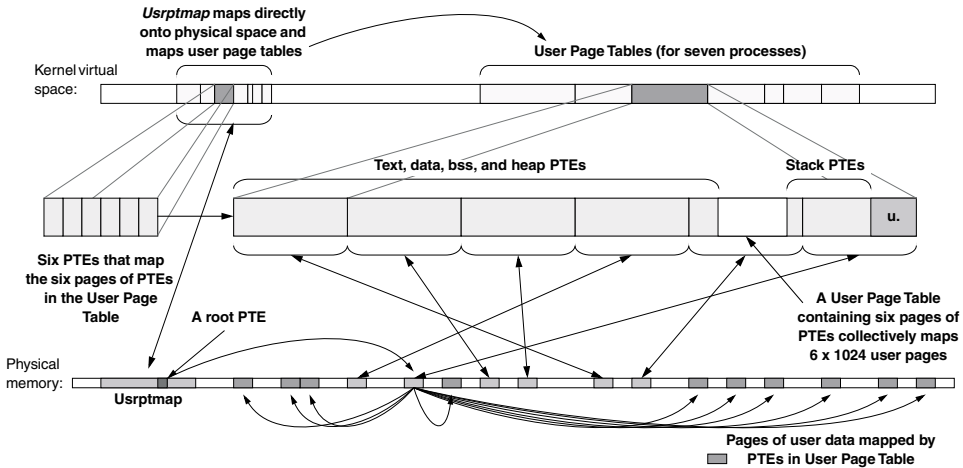 Usrptmap maps directly
onto physical space and
maps user page tables
User Page Tables (for seven processes)
Kernel virtual
space:
Text, data, bss, and heap PTEs
Stack PTEs
u.
Six PTEs that map
the six pages of PTEs
in the User Page
Table
A root PTE
A User Page Table
containing six pages of
PTEs collectively maps
6 x 1024 user pages
Physical
memory:
Usrptmap
Pages of user data mapped by
PTEs in User Page Table